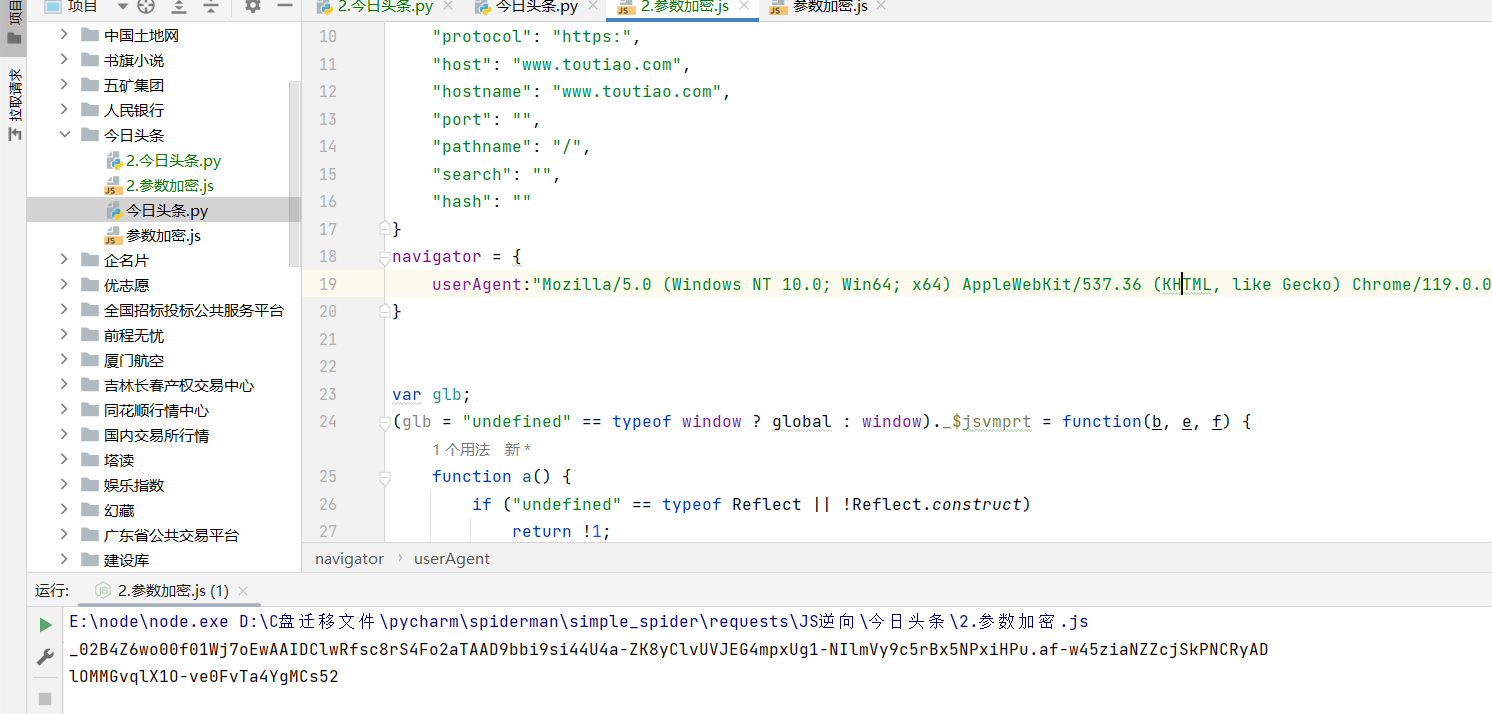 项目
2.今日头条.py
今日头条.py
2.参数加密.js
参数加密.js
项目
拉取请求
中国土地网
书旗小说
五矿集团
人民银行
今日头条
2.今日头条.py
2.参数加密.js
今日头条.py
参数加密.js
企名片
优志愿
全国招标投标公共服务平台
前程无忧
厦门航空
吉林长春产权交易中心
同花顺行情中心
国内交易所行情
塔读
娱乐指数
幻藏
广东省公共交易平台
建设库
10 "protocol": "https:",
11 "host": "www.toutiao.com",
12 "hostname": "www.toutiao.com",
13 "port": "",
14 "pathname": "/",
15 "search": "",
16 "hash": ""
17 }
18 navigator = {
19 userAgent:"Mozilla/5.0 (Windows NT 10.0; Win64; x64) AppleWebKit/537.36 (KHTML, like Gecko) Chrome/119.0.0
20 }
21
22
23 var glb;
24 (glb = "undefined" == typeof window ? global : window)._$jsvmprt = function(b, e, f) {
1 个用法 新 *
25 function a() {
26 if ("undefined" == typeof Reflect || !Reflect.construct)
27 return !1;
navigator › userAgent
运行:
2.参数加密.js (1)
E:\node\node.exe D:\C盘迁移文件\pycharm\spiderman\simple_spider\requests\JS逆向\今日头条\2.参数加密.js
_02B4Z6wo00f01Wj7oEwAAIDClwRfsc8rS4Fo2aTAAD9bbi9si44U4a-ZK8yClvUVJEG4mpxUg1-NIlmVy9c5rBx5NPxiHPu.af-w45ziaNZZcjSkPNCRyAD
lOMMGvqlX1O-ve0FvTa4YgMCs52